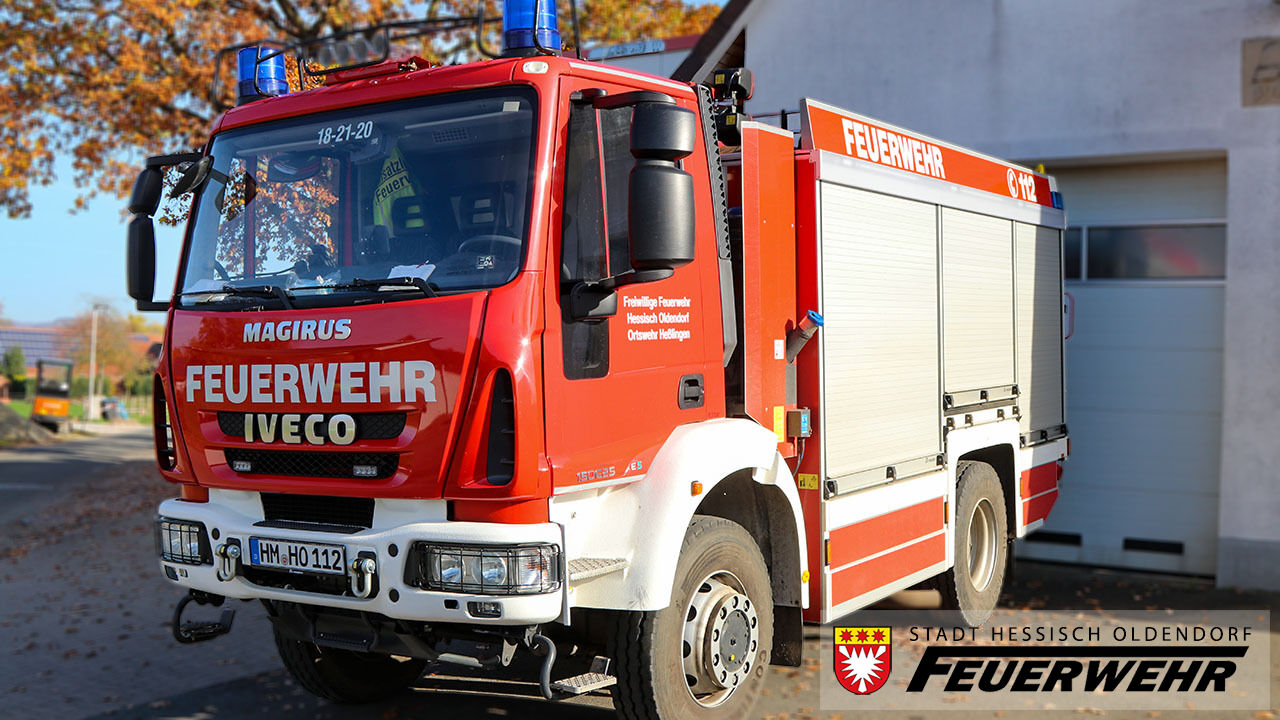 18-21-20
MAGIRUS
FEUERWEHR
IVECO
HM HO 112
Freiwillige Feuerwehr
Hessisch Oldendorf
Ortswehr Heßlingen
FEUERWEHR 112
STADT HESSISCH OLDENDORF
FEUERWEHR